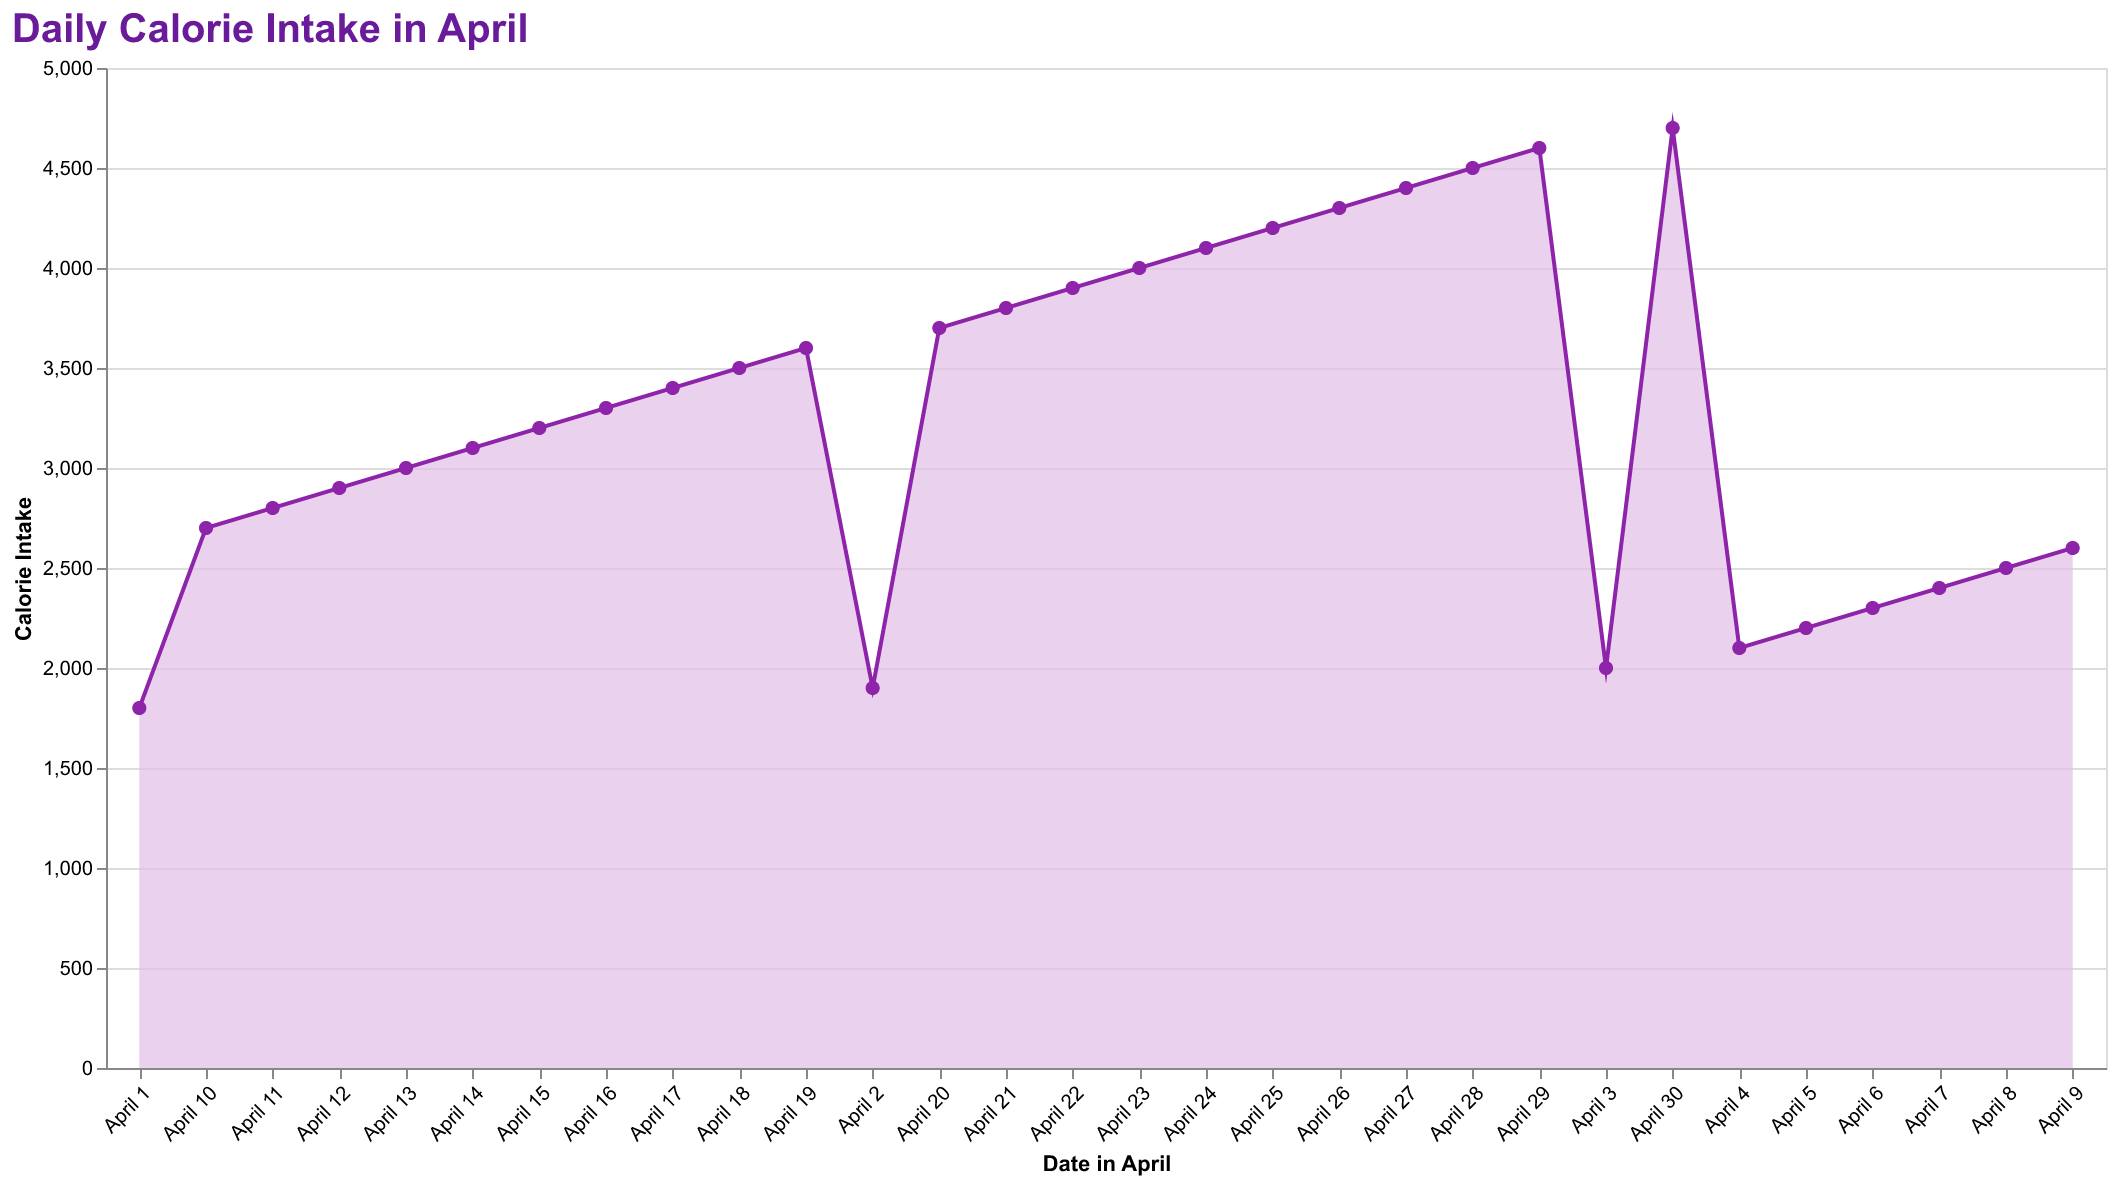 Daily Calorie Intake in April
5,000
4,500
4,000
3,500
3,000
2,500
2,000
1,500
1,000
500
0
Calorie Intake
April 1
April 10
April 11
April 12
April 13
April 14
April 15
April 16
April 17
April 18
April 19
April 2
April 20
April 21
April 22
April 23
April 24
April 25
April 26
April 27
April 28
April 29
April 3
April 30
April 4
April 5
April 6
April 7
April 8
April 9
Date in April